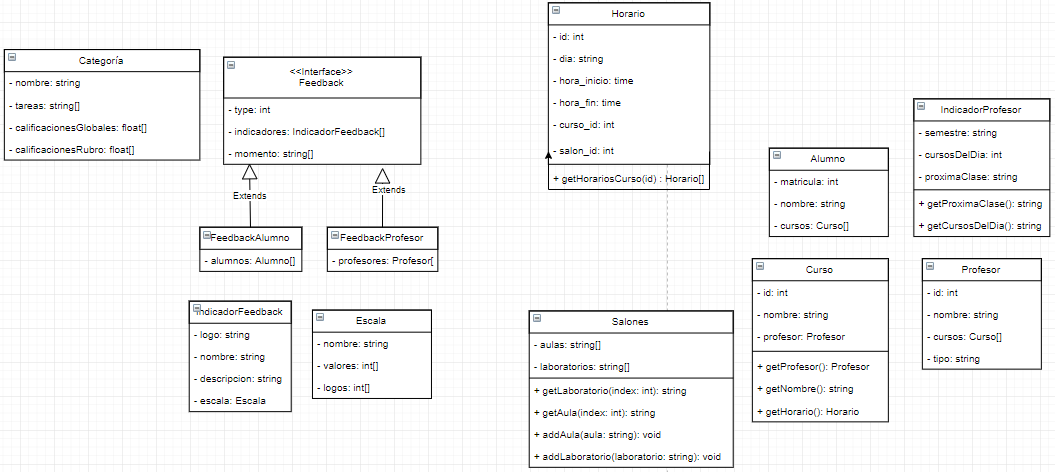 Categoría
- nombre: string
- tareas: string[]
- calificacionesGlobales: float[]
- calificacionesRubro: float[]
<<Interface>>
Feedback
- type: int
- indicadores: IndicadorFeedback[]
- momento: string[]
Extends
Extends
FeedbackAlumno
- alumnos: Alumno[]
FeedbackProfesor
- profesores: Profesor[
IndicadorFeedback
- logo: string
- nombre: string
- descripcion: string
- escala: Escala
Escala
- nombre: string
- valores: int[]
- logos: int[]
Horario
- id: int
- dia: string
- hora_inicio: time
- hora_fin: time
- curso_id: int
- salon_id: int
+ getHorariosCurso(id) : Horario[]
Salones
- aulas: string[]
- laboratorios: string[]
+ getLaboratorio(index: int): string
+ getAula(index: int): string
+ addAula(aula: string): void
+ addLaboratorio(laboratorio: string): void
Alumno
- matricula: int
- nombre: string
- cursos: Curso[]
IndicadorProfesor
- semestre: string
- cursosDelDia: int
- proximaClase: string
+ getProximaClase(): string
+ getCursosDelDia(): string
Curso
- id: int
- nombre: string
- profesor: Profesor
+ getProfesor(): Profesor
+ getNombre(): string
+ getHorario(): Horario
Profesor
- id: int
- nombre: string
- cursos: Curso[]
- tipo: string